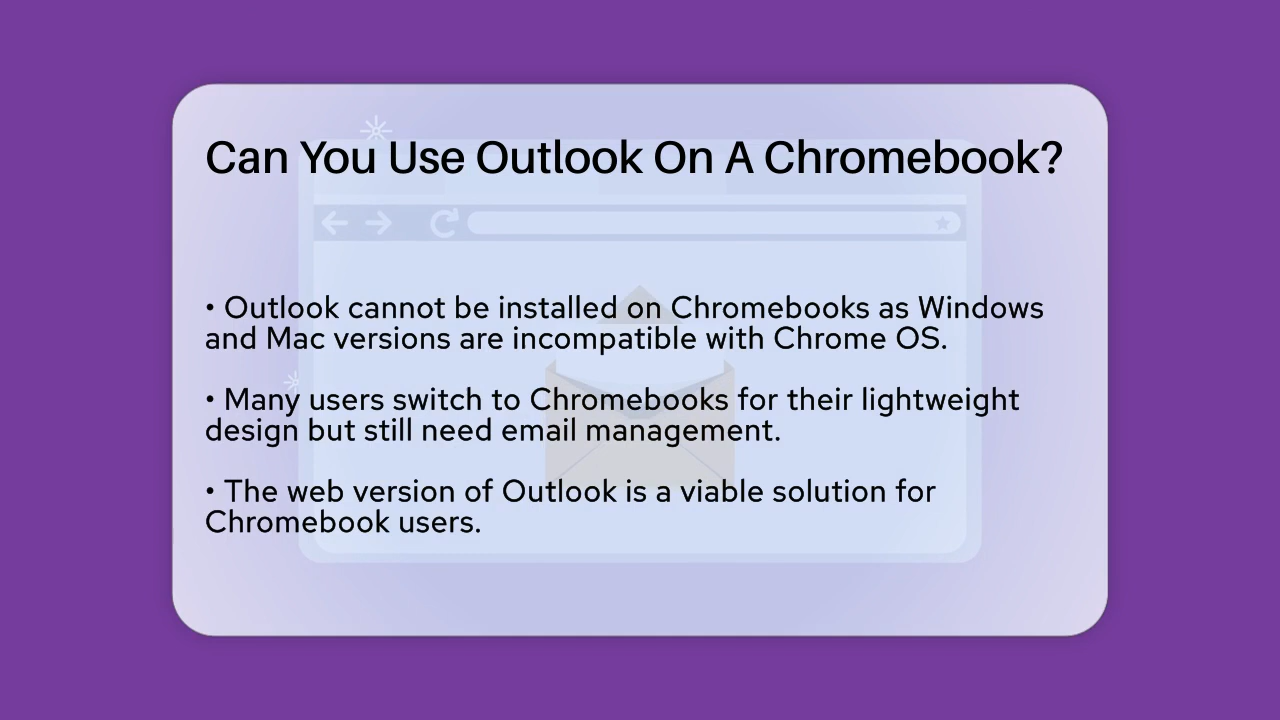 Can You Use Outlook On A Chromebook?
• Outlook cannot be installed on Chromebooks as Windows
and Mac versions are incompatible with Chrome OS.
• Many users switch to Chromebooks for their lightweight
design but still need email management.
• The web version of Outlook is a viable solution for
Chromebook users.